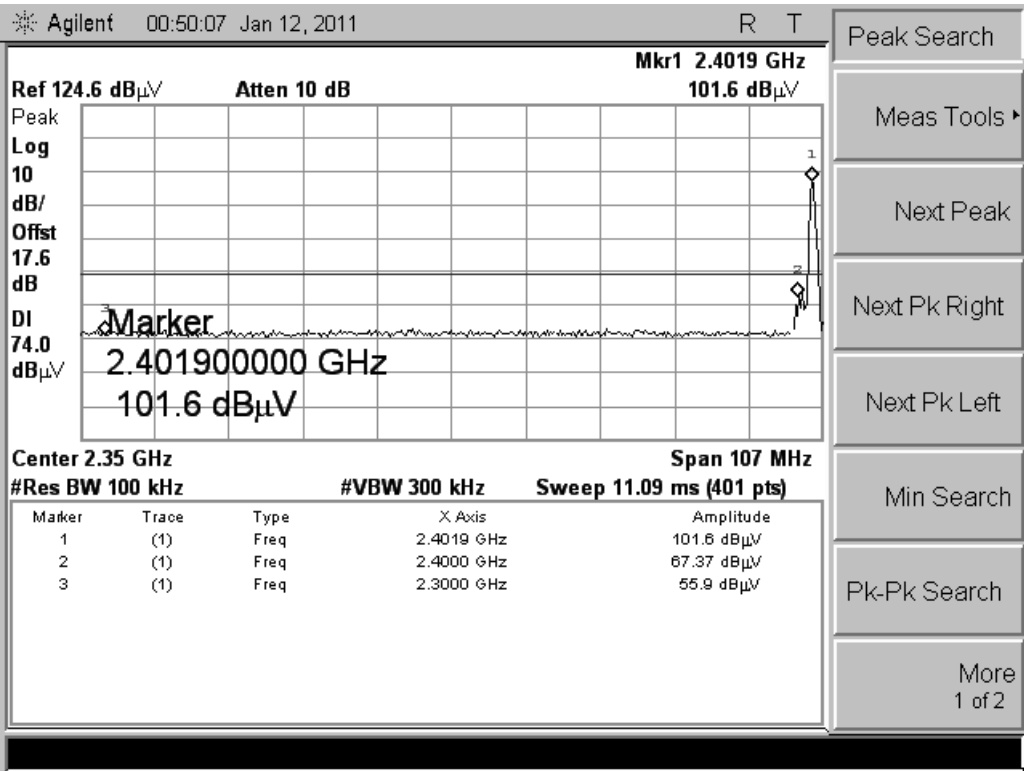 Agilent 00:50:07 Jan 12, 2011 R T
Mkr1 2.4019 GHz
Ref 124.6 dBμV Atten 10 dB 101.6 dBμV
Peak
Log
10
dB/
Offst
17.6
dB
DI
74.0
dBμV
1
2
3
Marker
2.401900000 GHz
101.6 dBμV
Center 2.35 GHz Span 107 MHz
#Res BW 100 kHz #VBW 300 kHz Sweep 11.09 ms (401 pts)
Marker Trace Type X Axis Amplitude
1 (1) Freq 2.4019 GHz 101.6 dBμV
2 (1) Freq 2.4000 GHz 67.37 dBμV
3 (1) Freq 2.3000 GHz 55.9 dBμV
Peak Search
Meas Tools
Next Peak
Next Pk Right
Next Pk Left
Min Search
Pk-Pk Search
More
1 of 2